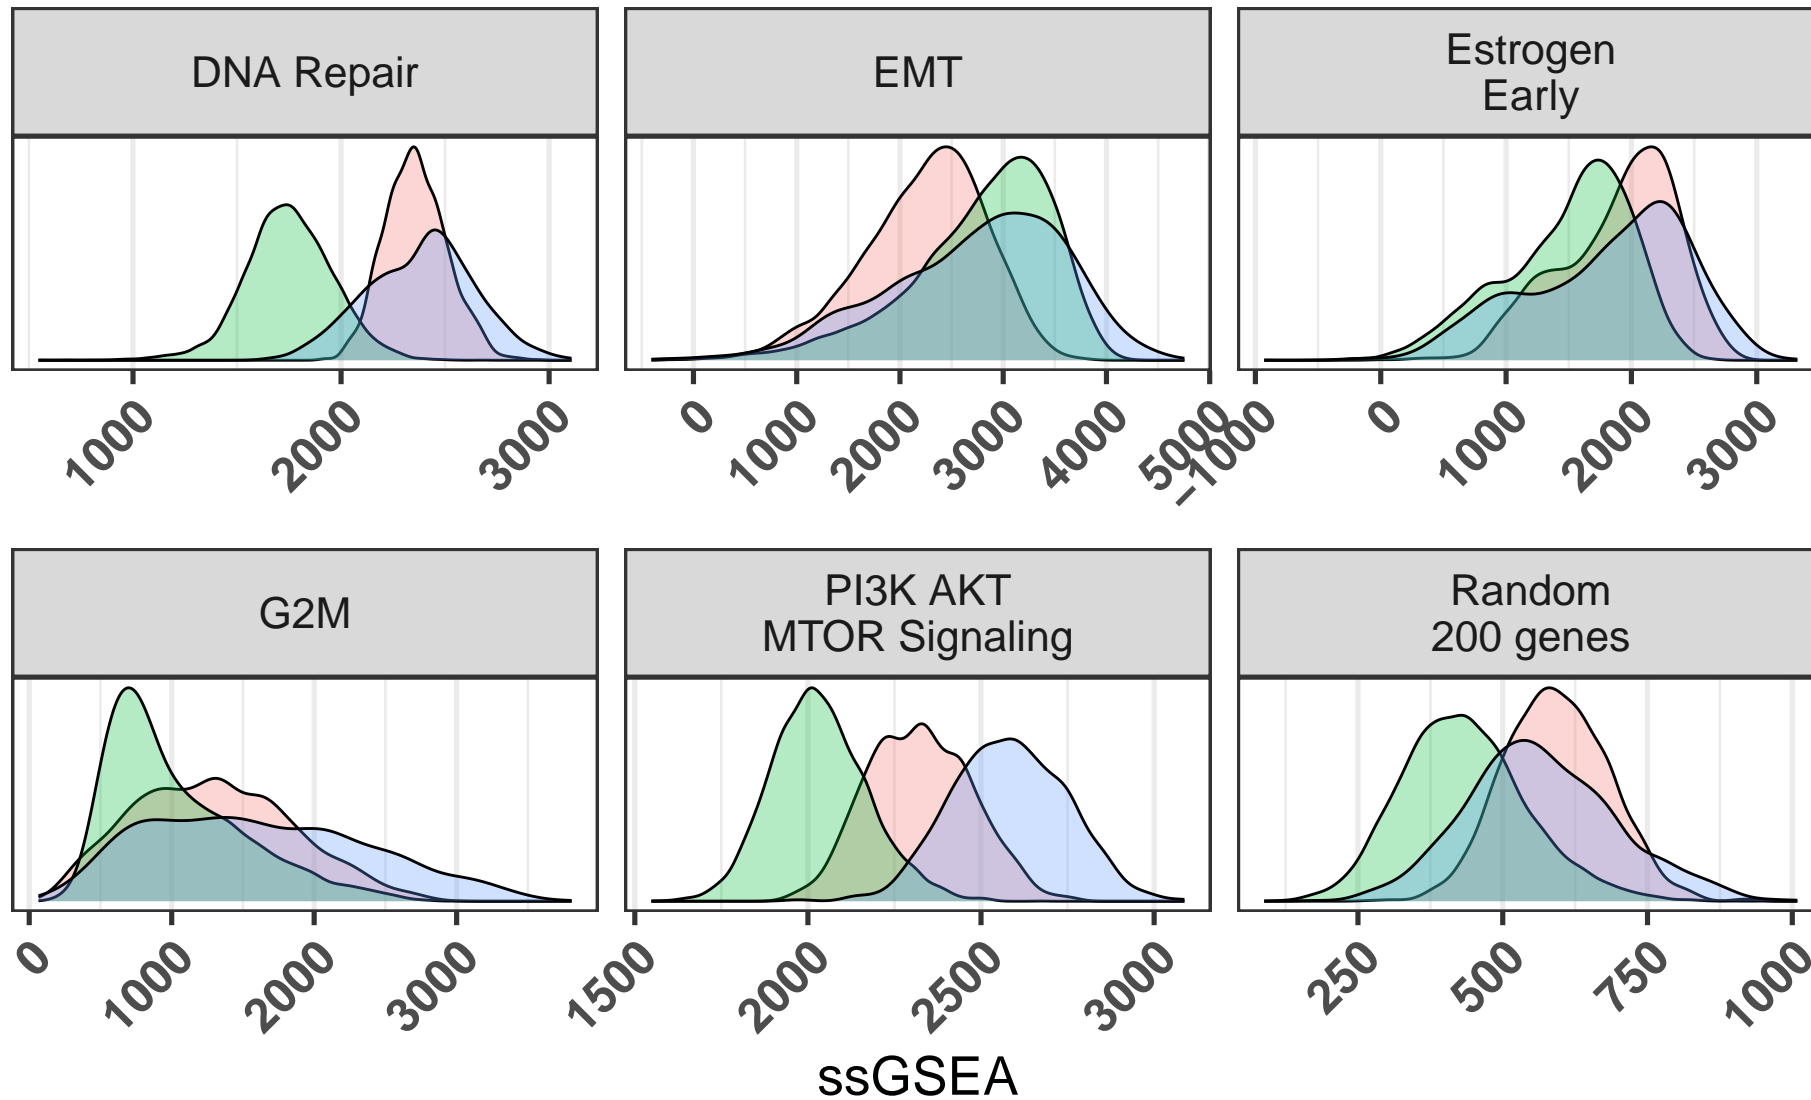 DNA Repair
EMT
Estrogen
Early
1000 2000 3000
0 1000 2000 3000 4000 5000
−1000 0 1000 2000 3000
G2M
PI3K AKT
MTOR Signaling
Random
200 genes
0 1000 2000 3000
1500 2000 2500 3000
250 500 750 1000
ssGSEA